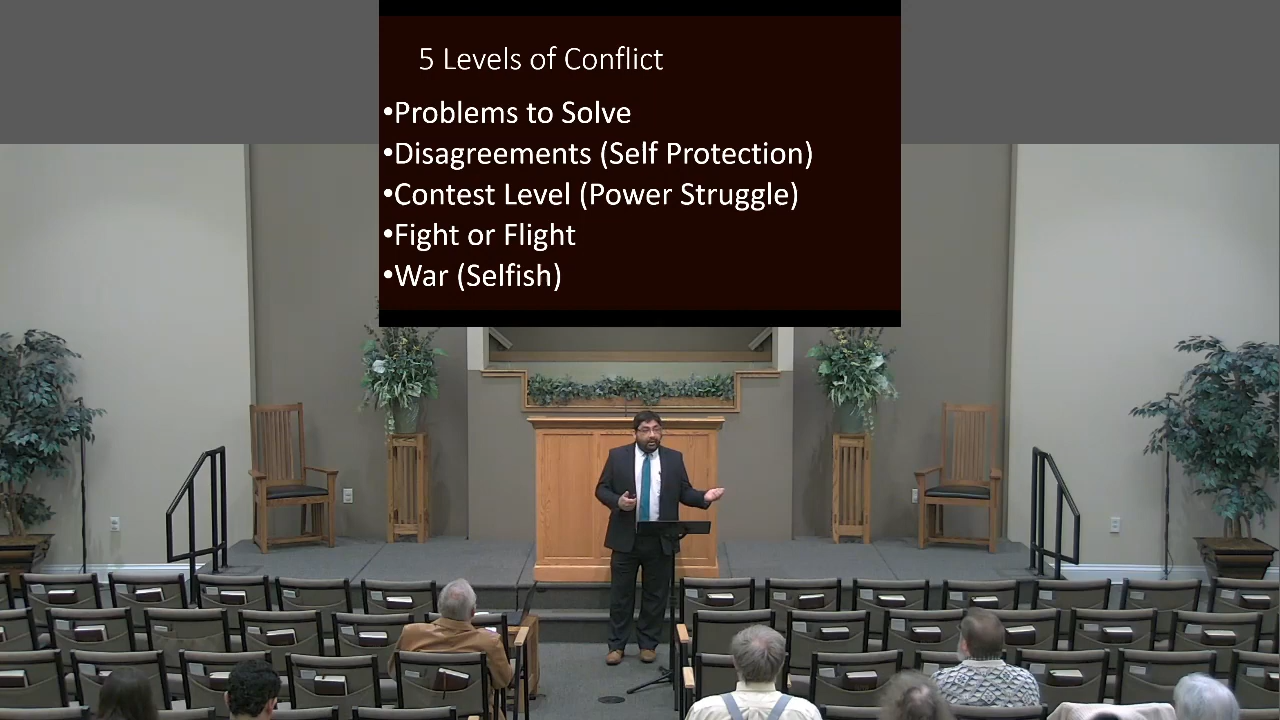 5 Levels of Conflict
•Problems to Solve
•Disagreements (Self Protection)
•Contest Level (Power Struggle)
•Fight or Flight
•War (Selfish)